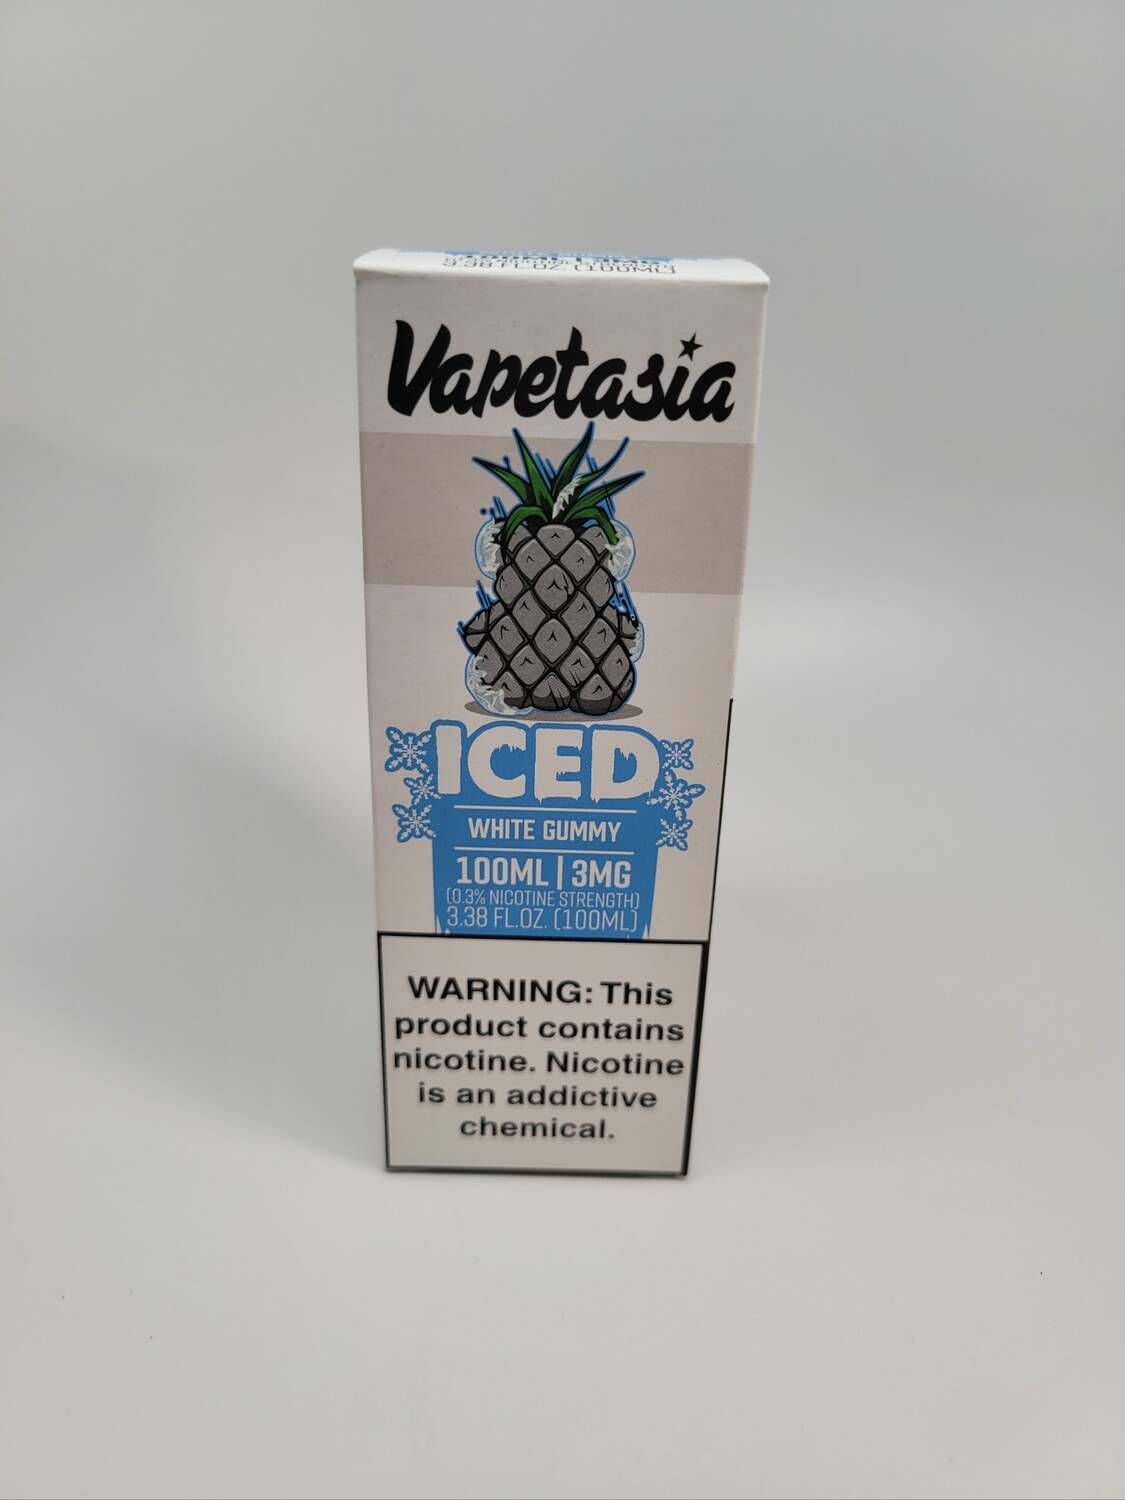 3.38 FL.OZ. (100ML)
Vapetasia
ICED
WHITE GUMMY
100ML | 3MG
(0.3% NICOTINE STRENGTH)
3.38 FL.OZ. (100ML)
WARNING: This
product contains
nicotine. Nicotine
is an addictive
chemical.